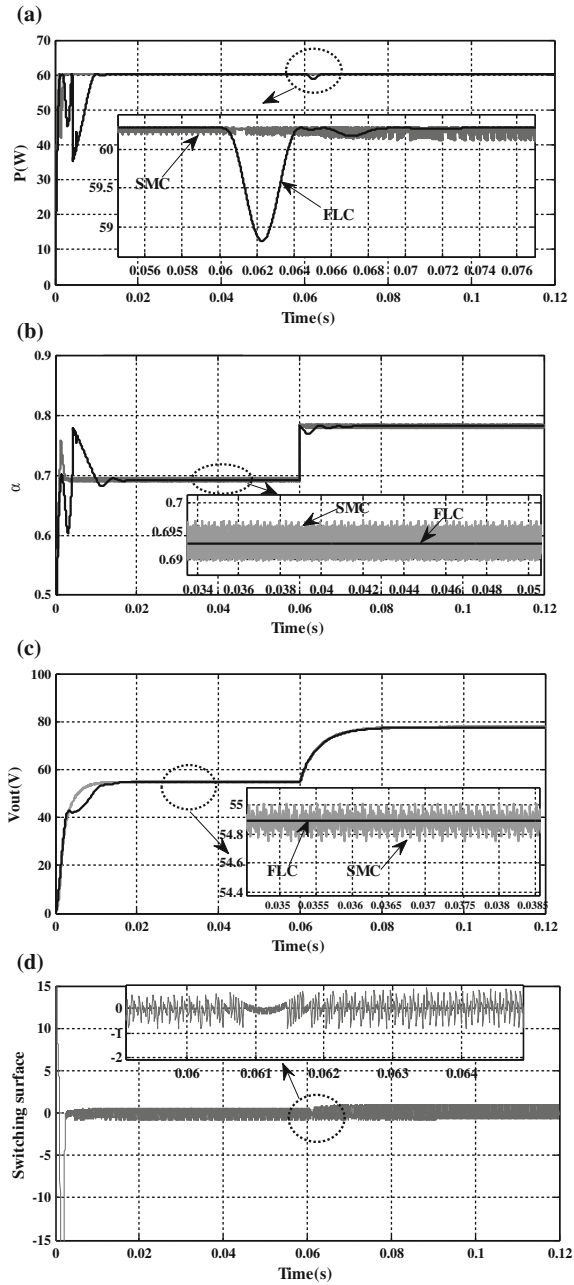 (a)
70
60
50
40
30
20
10
0
P(W)
60
59.5
59
SMC
FLC
0.056 0.058 0.06 0.062 0.064 0.066 0.068 0.07 0.072 0.074 0.076
0 0.02 0.04 0.06 0.08 0.1 0.12
Time(s)
(b)
0.9
0.8
0.7
0.6
0.5
α
0.7
0.695
0.69
SMC
FLC
0.034 0.036 0.038 0.04 0.042 0.044 0.046 0.048 0.05
0 0.02 0.04 0.06 0.08 0.1 0.12
Time(s)
(c)
100
80
60
40
20
0
Vout(V)
55
54.8
54.6
54.4
FLC
SMC
0.035 0.0355 0.036 0.0365 0.037 0.0375 0.038 0.0385
0 0.02 0.04 0.06 0.08 0.1 0.12
Time(s)
(d)
15
10
5
0
-5
-10
-15
Switching surface
0
-1
-2
0.06 0.061 0.062 0.063 0.064
0 0.02 0.04 0.06 0.08 0.1 0.12
Time(s)